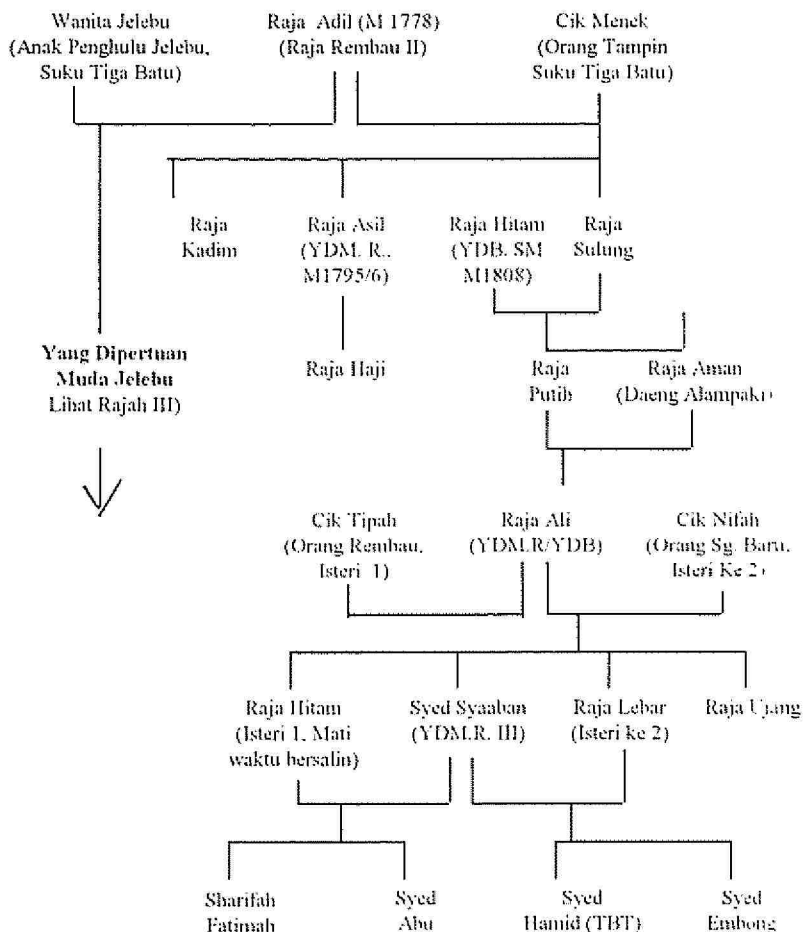 Wanita Jelebu
(Anak Penghulu Jelebu,
Suku Tiga Batu)
Raja Adil (M 1778)
(Raja Rembau II)
Cik Menek
(Orang Tampin
Suku Tiga Batu)
Raja
Kadim
Raja Asil
(YDM. R..
M1795/6)
Raja Hitam
(YDB. SM
M1808)
Raja
Sulung
Yang Dipertuan
Muda Jelebu
Lihat Rajah III)
Raja Haji
Raja
Putih
Raja Aman
(Daeng Alampaki)
Cik Tipah
(Orang Rembau,
Isteri 1)
Raja Ali
(YDM.R/YDB)
Cik Nifah
(Orang Sg. Baru,
Isteri Ke 2)
Raja Hitam
(Isteri 1, Mati
waktu bersalin)
Syed Syaaban
(YDM.R. III)
Raja Lebar
(Isteri ke 2)
Raja Ujang
Sharifah
Fatimah
Syed
Abu
Syed
Hamid (TBT)
Syed
Embong